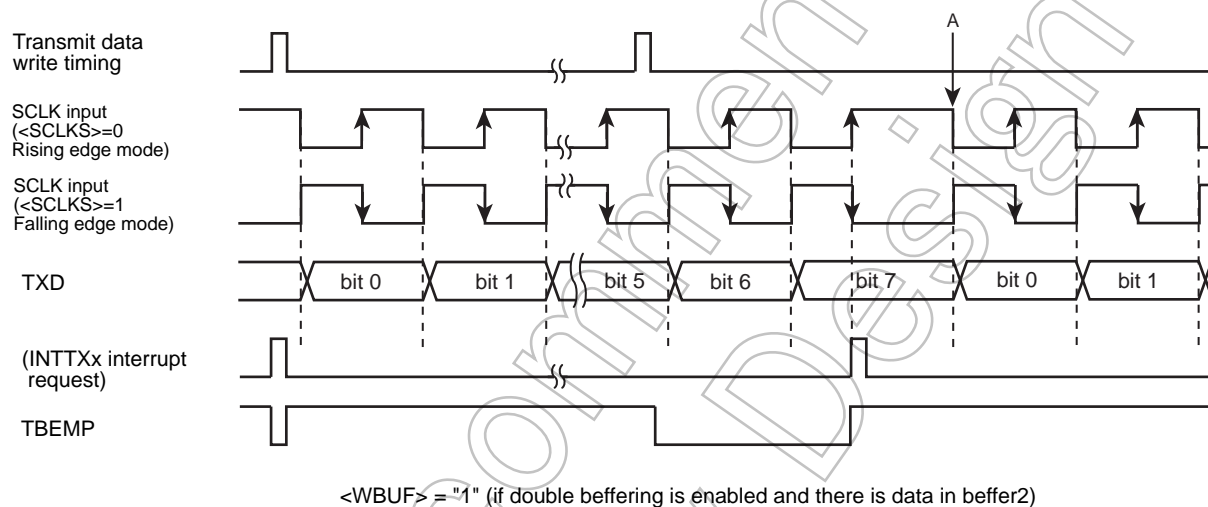 A
Transmit data
write timing
SCLK input
(<SCLKS>=0
Rising edge mode)
SCLK input
(<SCLKS>=1
Falling edge mode)
TXD
bit 0
bit 1
bit 5
bit 6
bit 7
bit 0
bit 1
(INTTXx interrupt
request)
TBEMP
<WBUF> = "1" (if double beffering is enabled and there is data in beffer2)
ommen
Design